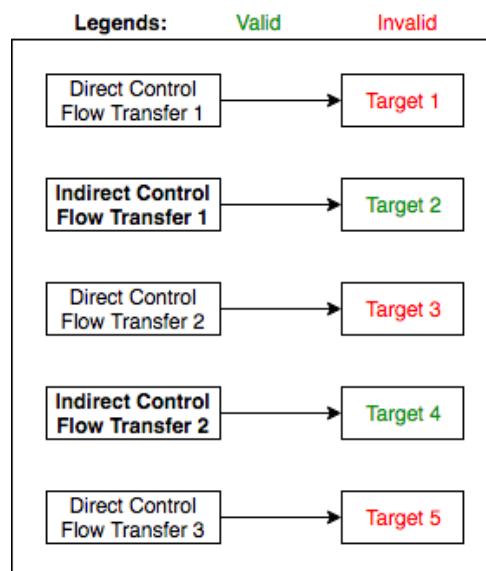 Legends: Valid Invalid
Direct Control
Flow Transfer 1
Target 1
Indirect Control
Flow Transfer 1
Target 2
Direct Control
Flow Transfer 2
Target 3
Indirect Control
Flow Transfer 2
Target 4
Direct Control
Flow Transfer 3
Target 5